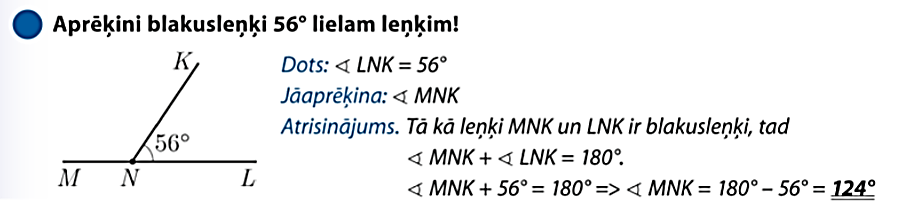 Aprēķini blakusleņķi 56° lielam leņķim!
K
Dots: ∢ LNK = 56°
Jāaprēķina: ∢ MNK
Atrisinājums. Tā kā leņķi MNK un LNK ir blakusleņķi, tad
56°
∢ MNK + ∢ LNK = 180°.
M N L
∢ MNK + 56° = 180° => ∢ MNK = 180° – 56° = 124°